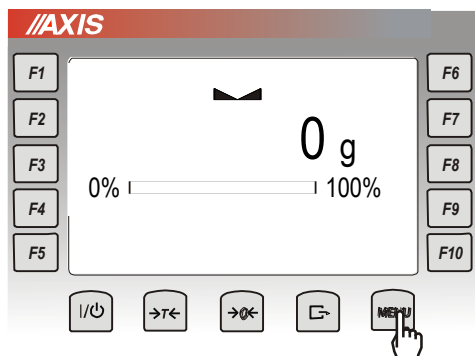 AXIS
F1
F6
F2
F7
0 g
F3
F8
0% 100%
F4
F9
F5
F10
I/⏻
→T←
→0←
MENU